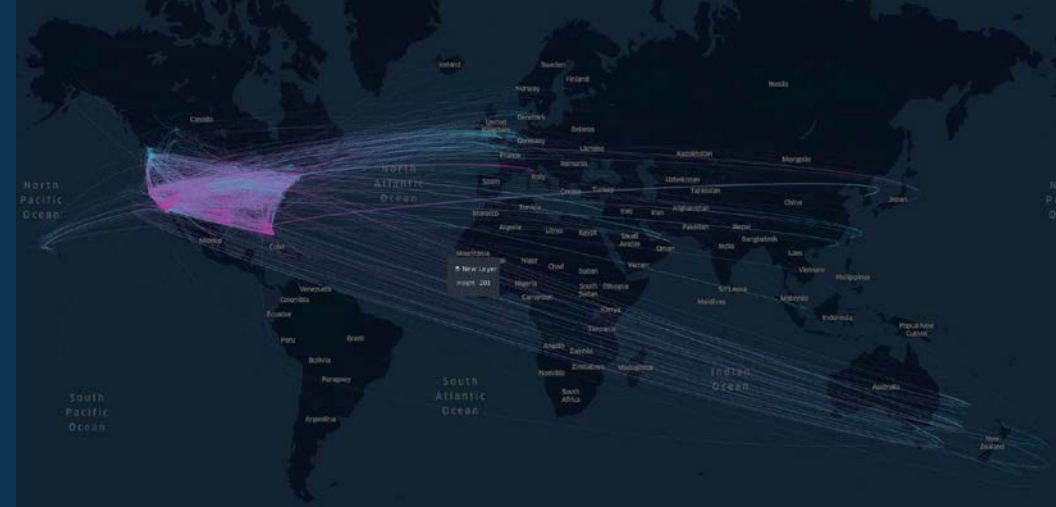 Iceland
Sweden
Finland
Norway
Russia
Canada
United
Kingdom
Denmark
Belarus
Germany
Ukraine
France
Kazakhstan
Mongolia
Romania
North
Pacific
Ocean
North
Atlantic
Ocean
Spain
Italy
Greece
Turkey
Uzbekistan
Tajikistan
China
Japan
Morocco
Tunisia
Iraq
Iran
Afghanistan
Algeria
Libya
Egypt
Pakistan
Nepal
Mexico
Cuba
Saudi
Arabia
Oman
India
Bangladesh
Laos
Mauritania
Niger
Chad
Sudan
Yemen
Vietnam
Philippines
New Layer
Height 201
Nigeria
South
Sudan
Ethiopia
Sri Lanka
Venezuela
Colombia
Cameroon
Maldives
Malaysia
Ecuador
Kenya
Indonesia
Papua New
Guinea
Peru
Brazil
Tanzania
Angola
Zambia
Bolivia
Namibia
Zimbabwe
Madagascar
Paraguay
South
Atlantic
Ocean
Indian
Ocean
South
Africa
Australia
South
Pacific
Ocean
Argentina
New
Zealand